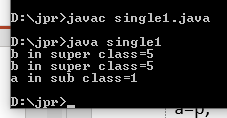 D:\jpr>javac single1.java
D:\jpr>java single1
b in super class=5
b in super class=5
a in sub class=1
D:\jpr>_
a=p;